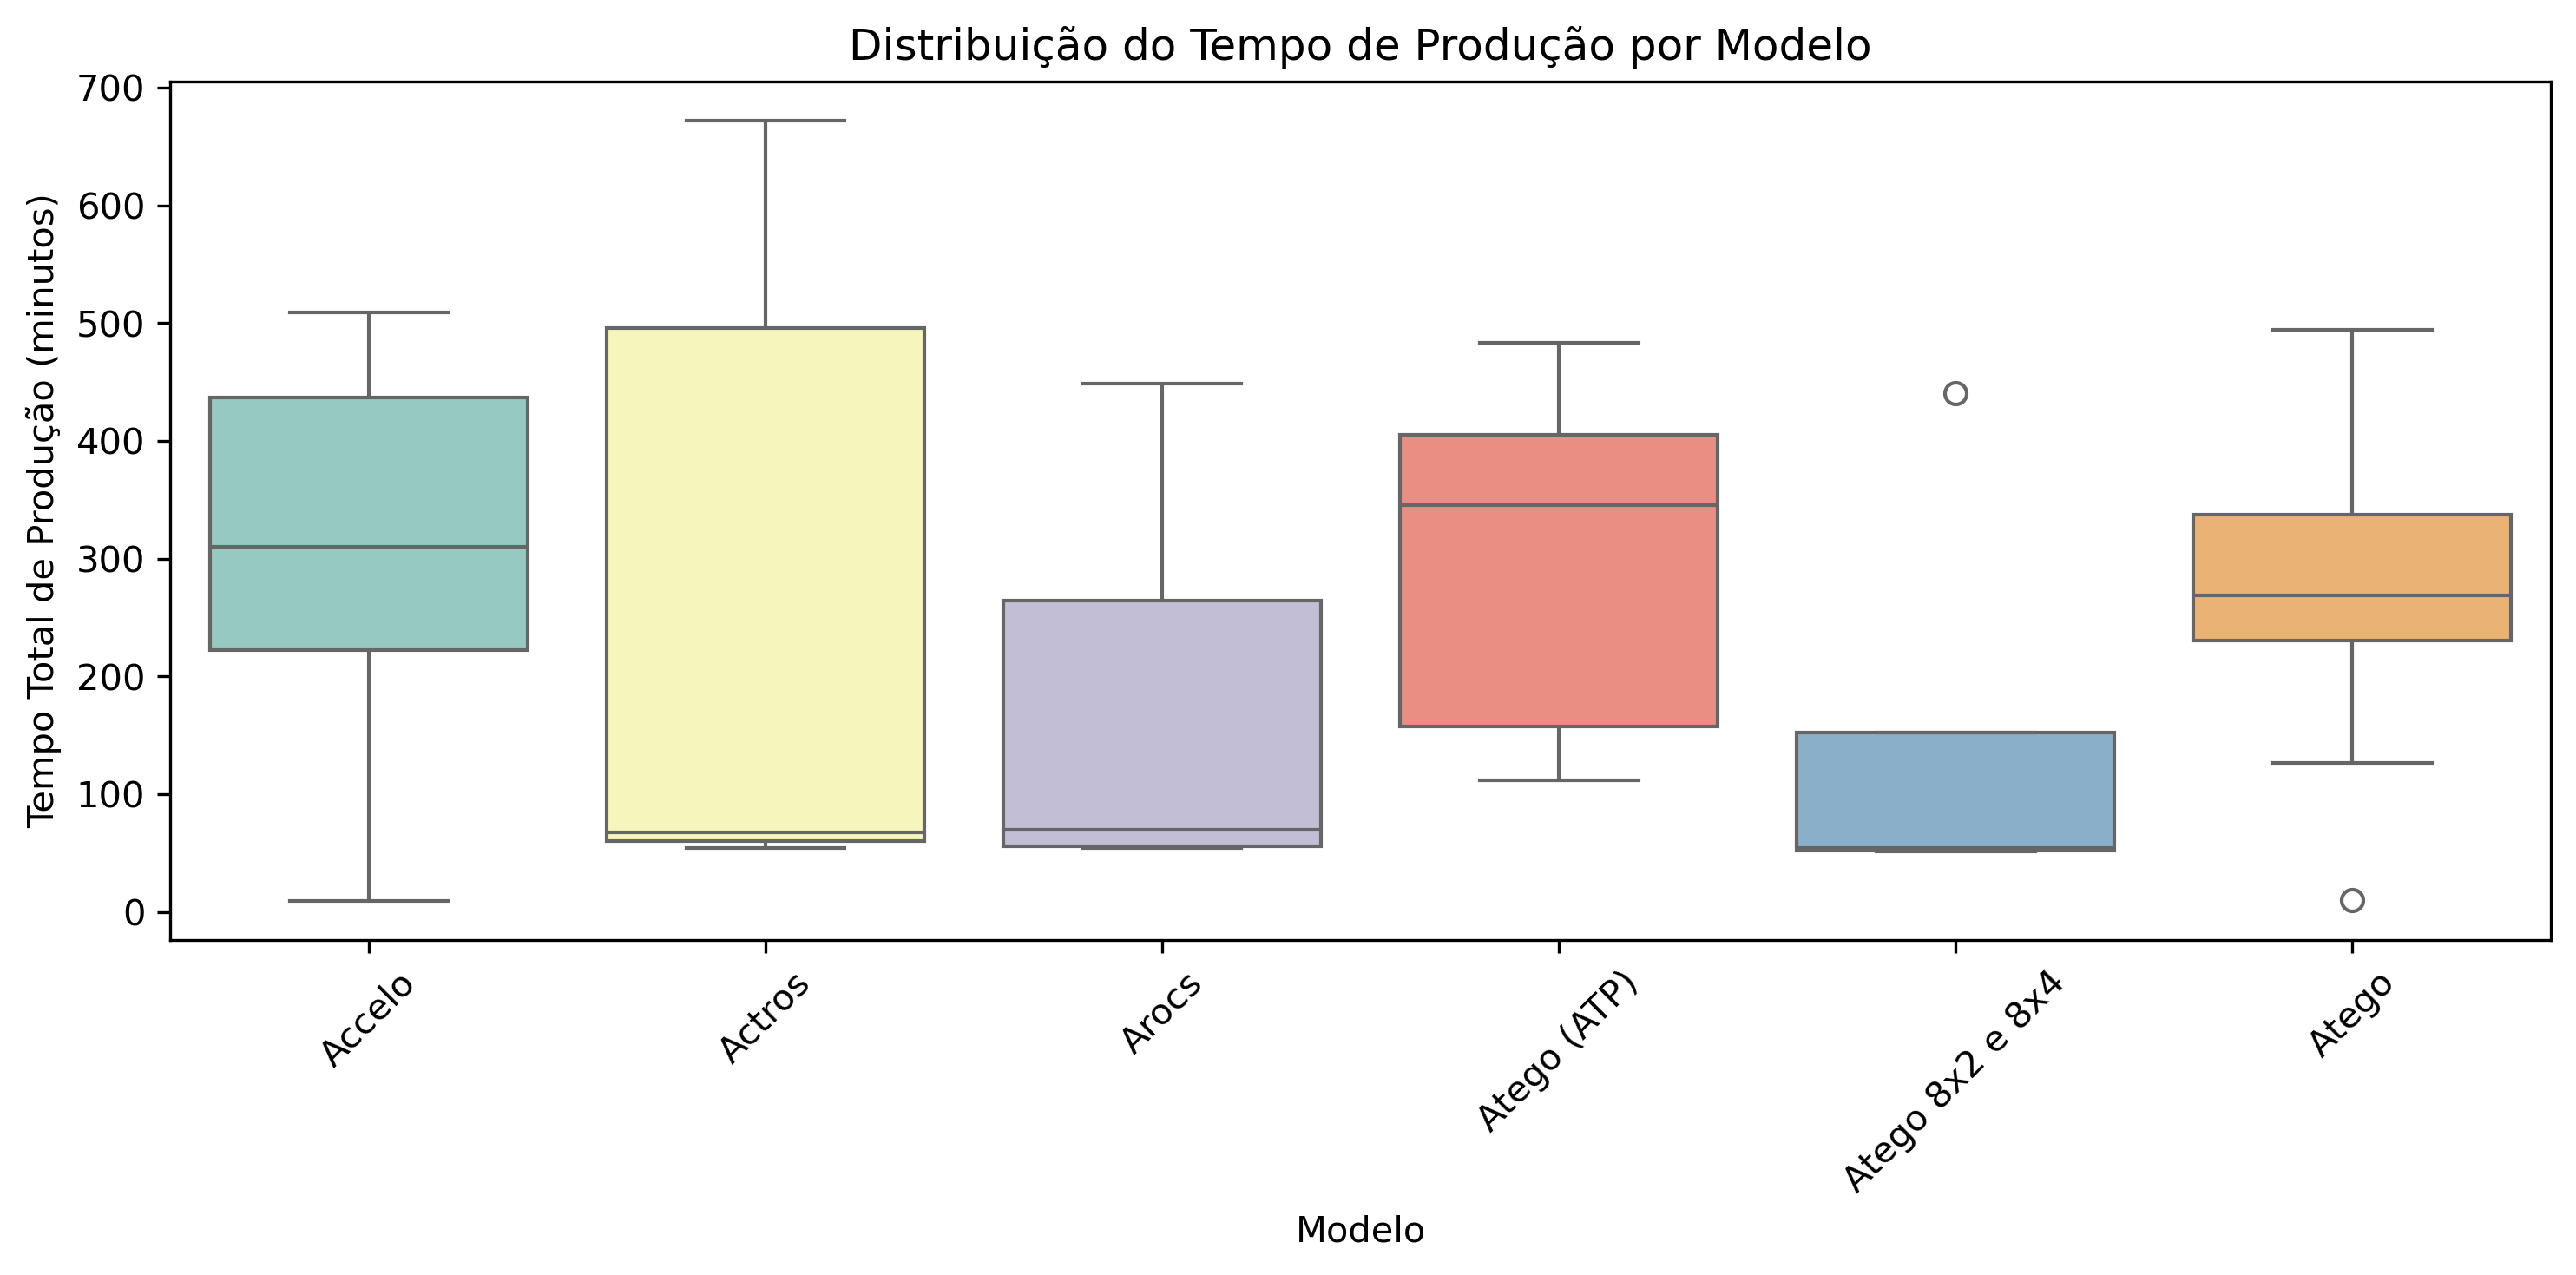 Distribuição do Tempo de Produção por Modelo
Tempo Total de Produção (minutos)
700
600
500
400
300
200
100
0
Accelo
Actros
Arocs
Atego (ATP)
Atego 8x2 e 8x4
Atego
Modelo